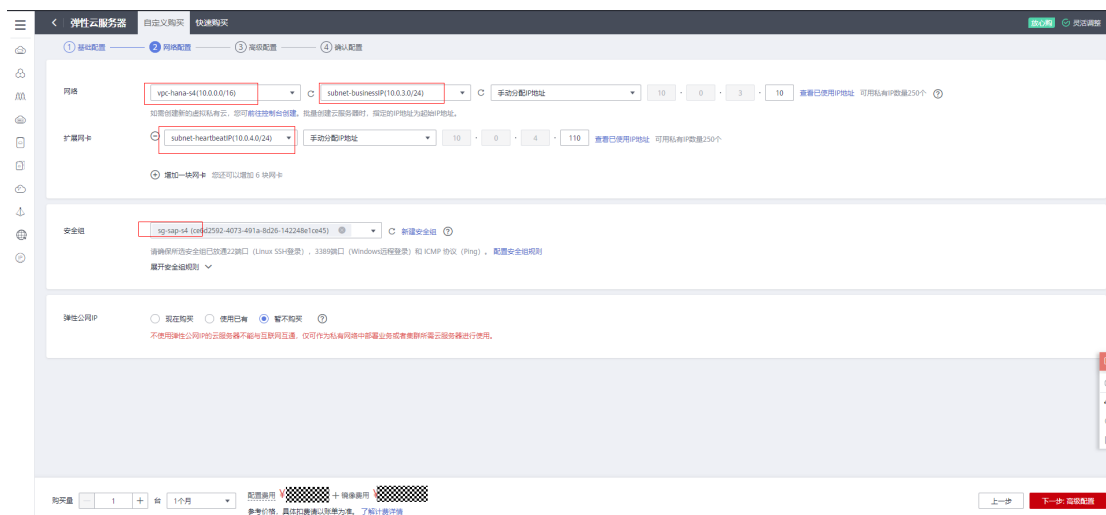 弹性云服务器 自定义购买 快速购买 放心购 灵活调整
1 基础配置 2 网络配置 3 高级配置 4 确认配置
网络 vpc-hana-s4(10.0.0.0/16) subnet-businessIP(10.0.3.0/24) 手动分配IP地址 10 · 0 · 3 · 10 查看已使用IP地址 可用私有IP数量250个
如需创建新的虚拟私有云，您可前往控制台创建。批量创建云服务器时，指定的IP地址为起始IP地址。
扩展网卡 subnet-heartbeatIP(10.0.4.0/24) 手动分配IP地址 10 · 0 · 4 · 110 查看已使用IP地址 可用私有IP数量250个
增加一块网卡 您还可以增加 6 块网卡
安全组 sg-sap-s4 (ce6d2592-4073-491a-8d26-142248e1ce45) 新建安全组
请确保所选安全组已放通22端口（Linux SSH登录），3389端口（Windows远程登录）和 ICMP 协议（Ping）。 配置安全组规则
展开安全组规则
弹性公网IP 现在购买 使用已有 暂不购买
不使用弹性公网IP的云服务器不能与互联网互通，仅可作为私有网络中部署业务或者集群所需云服务器进行使用。
购买量 1 台 1个月 配置费用 ¥ + 镜像费用 ¥ 上一步 下一步: 高级配置
参考价格，具体扣费请以账单为准。 了解计费详情